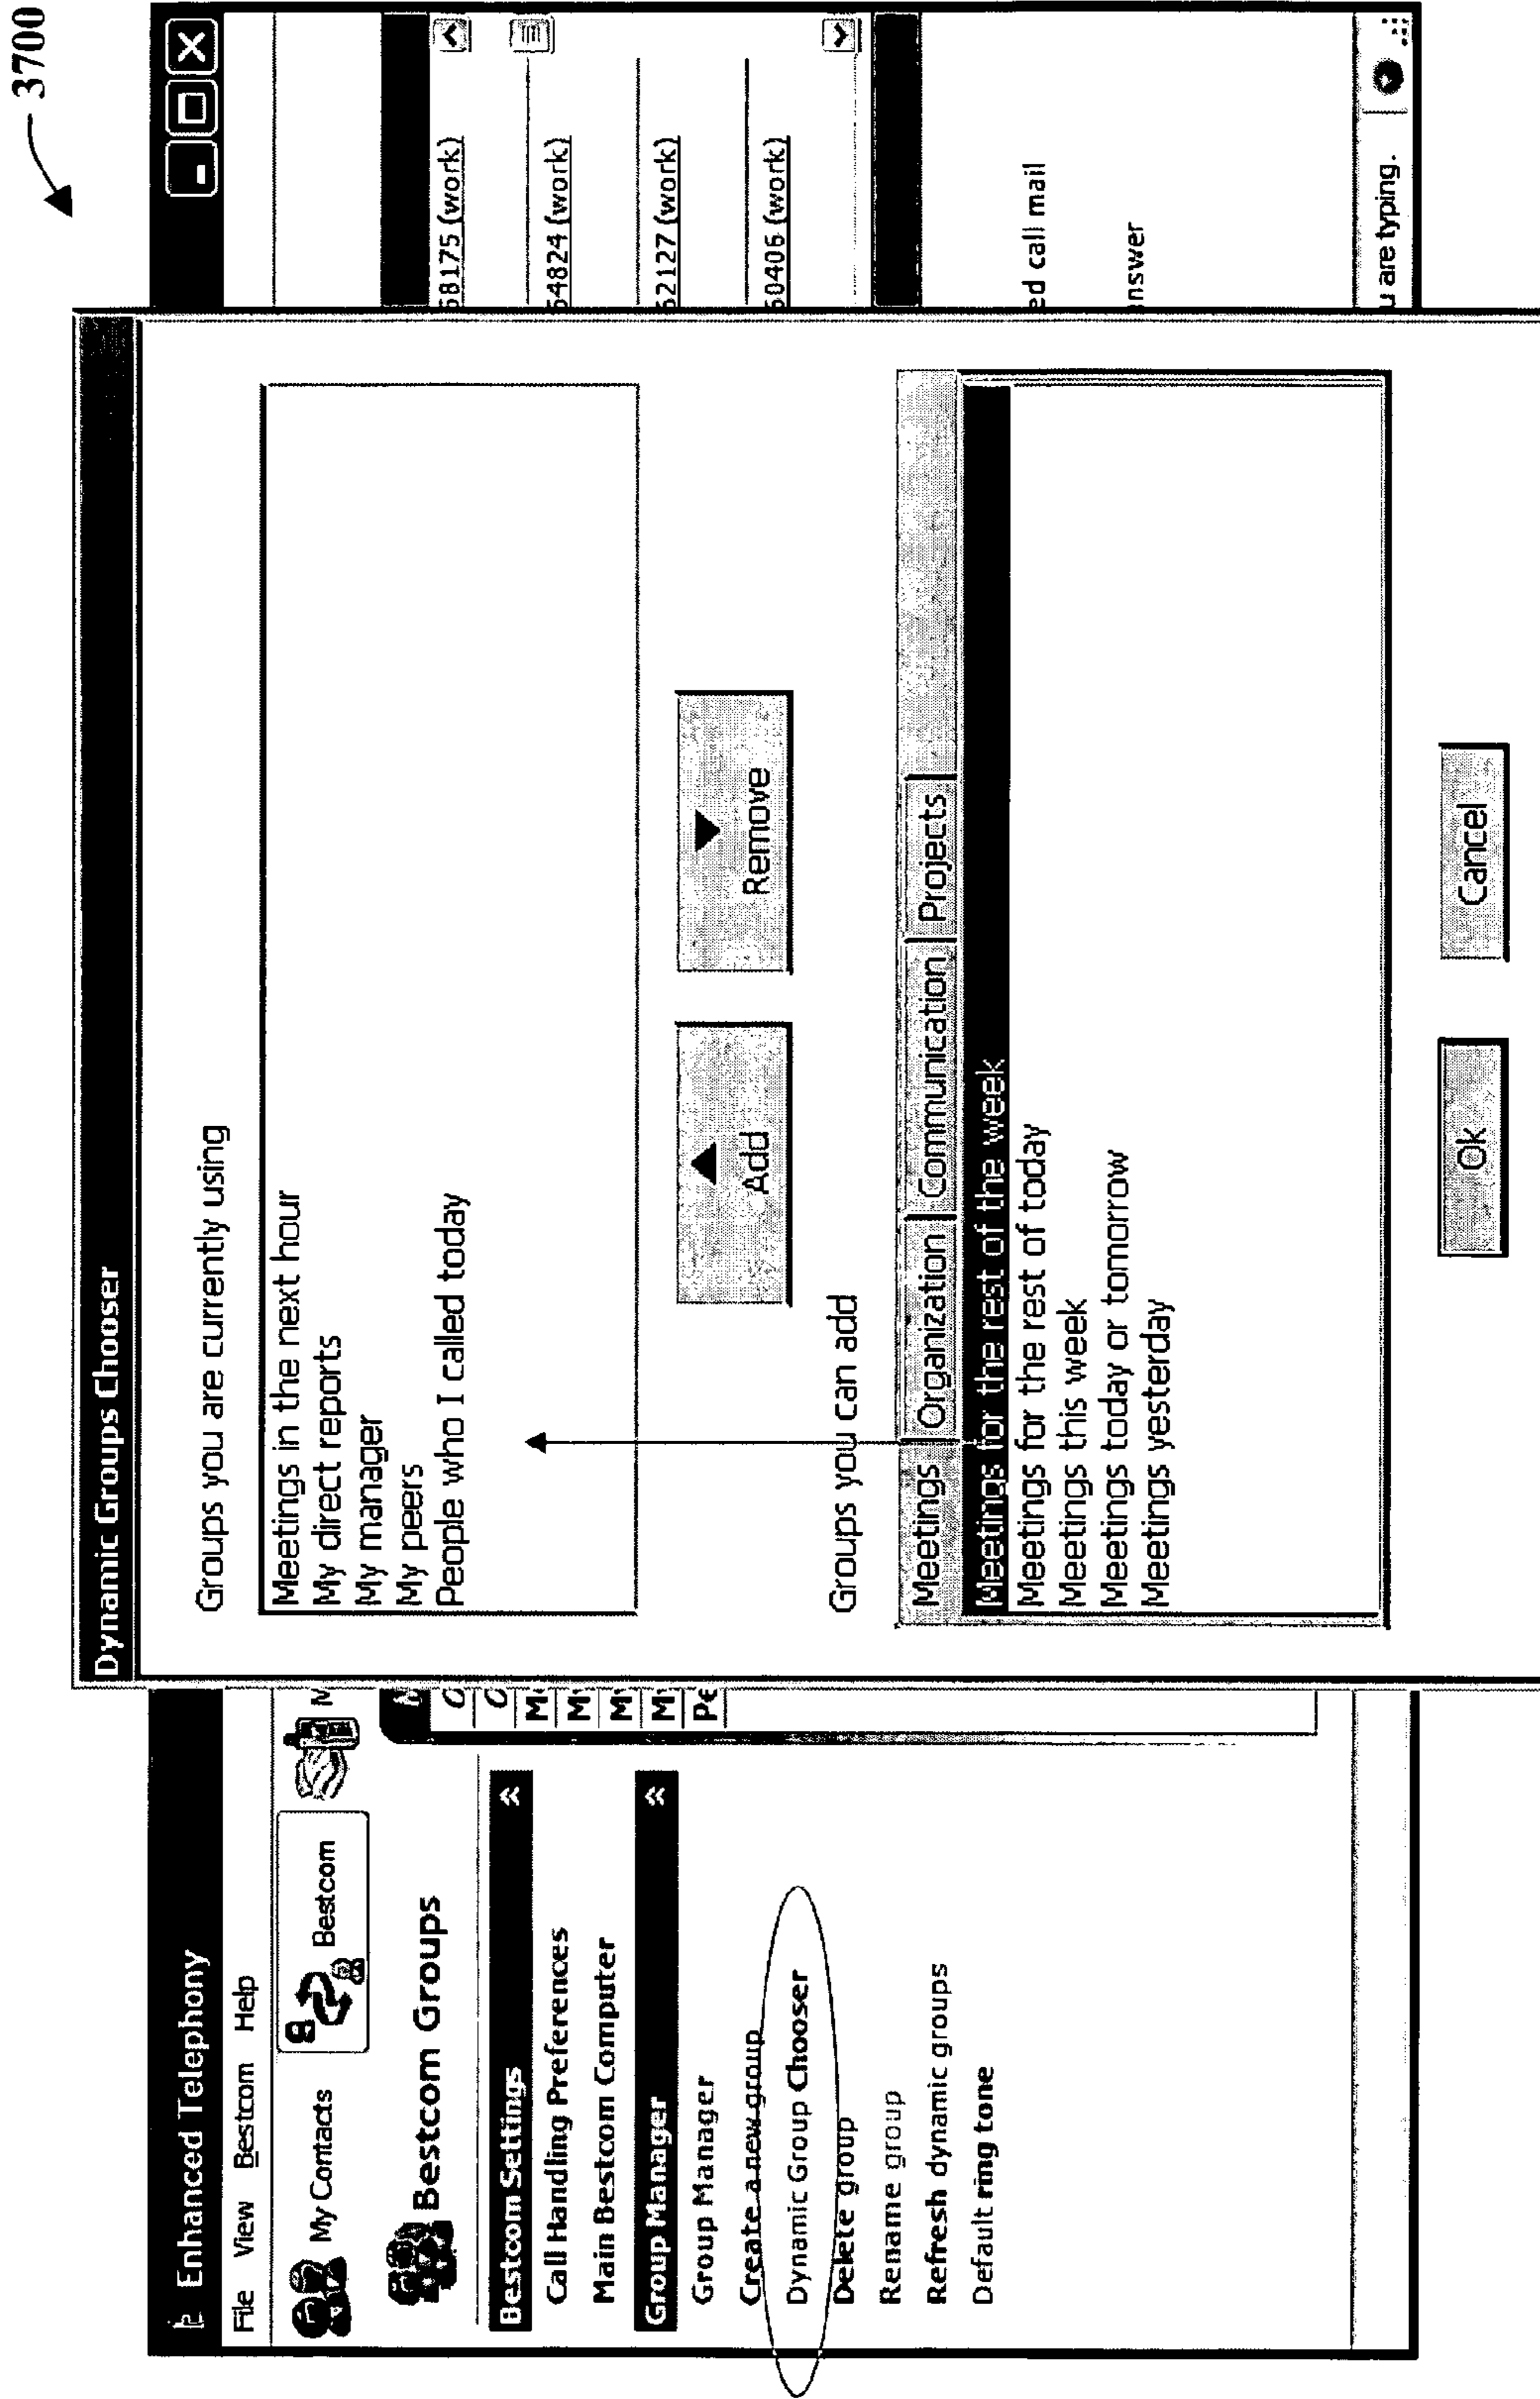 3700
Enhanced Telephony
File View Bestcom Help
My Contacts
Bestcom
Bestcom Groups
Bestcom Settings
Call Handling Preferences
Main Bestcom Computer
Group Manager
Group Manager
Create a new group
Dynamic Group Chooser
Delete group
Rename group
Refresh dynamic groups
Default ring tone
Dynamic Groups Chooser
Groups you are currently using
Meetings in the next hour
My direct reports
My manager
My peers
People who I called today
Add
Remove
Groups you can add
Meetings Organization Communication Projects
Meetings for the rest of the week
Meetings for the rest of today
Meetings this week
Meetings today or tomorrow
Meetings yesterday
Ok
Cancel
68175 (work)
54824 (work)
62127 (work)
60406 (work)
ed call mail
nswer
u are typing.